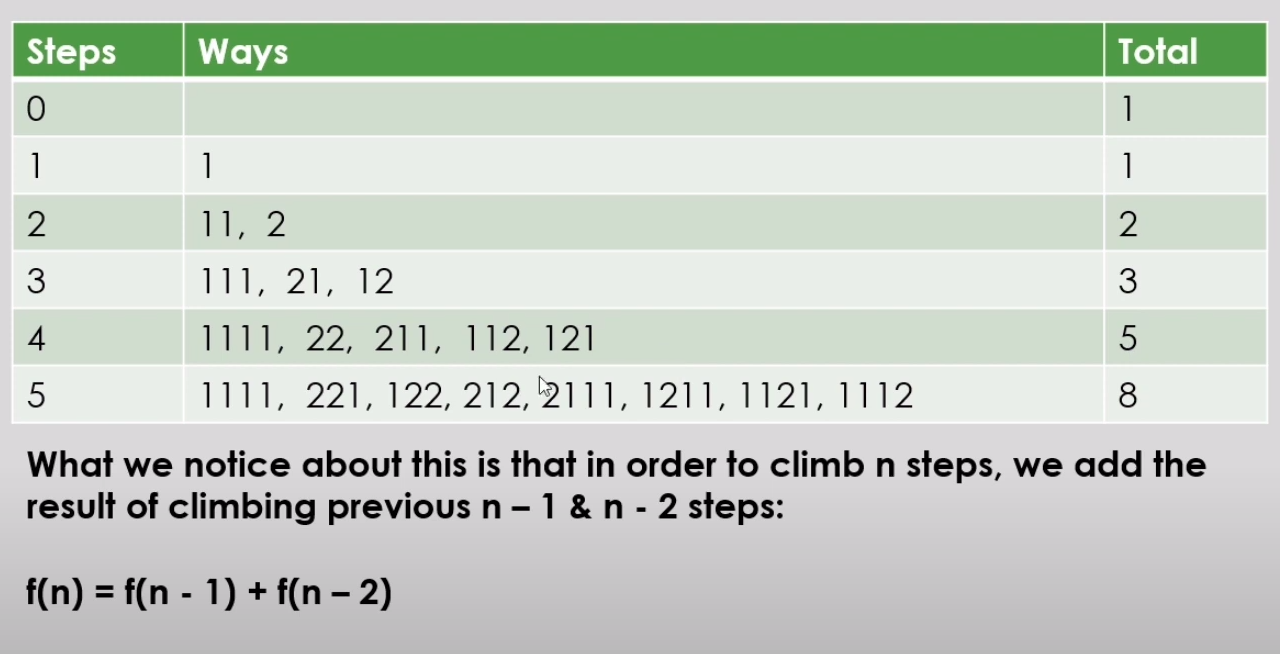 Steps Ways Total
0 1
1 1 1
2 11, 2 2
3 111, 21, 12 3
4 1111, 22, 211, 112, 121 5
5 1111, 221, 122, 212, 2111, 1211, 1121, 1112 8
What we notice about this is that in order to climb n steps, we add the
result of climbing previous n – 1 & n - 2 steps:
f(n) = f(n - 1) + f(n – 2)